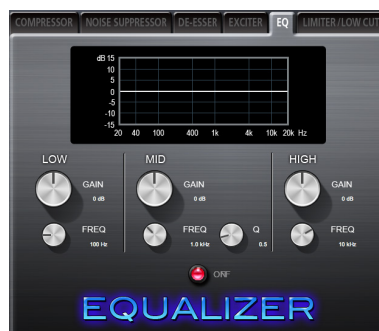 COMPRESSOR NOISE SUPPRESSOR DE-ESSER EXCITER EQ LIMITER/LOW CUT
dB 15
10
5
0
-5
-10
-15
20 40 100 400 1k 4k 10k 20k Hz
LOW MID HIGH
GAIN GAIN GAIN
0 dB 0 dB 0 dB
FREQ FREQ Q FREQ
100 Hz 1.0 kHz 0.5 10 kHz
OFF
EQUALIZER